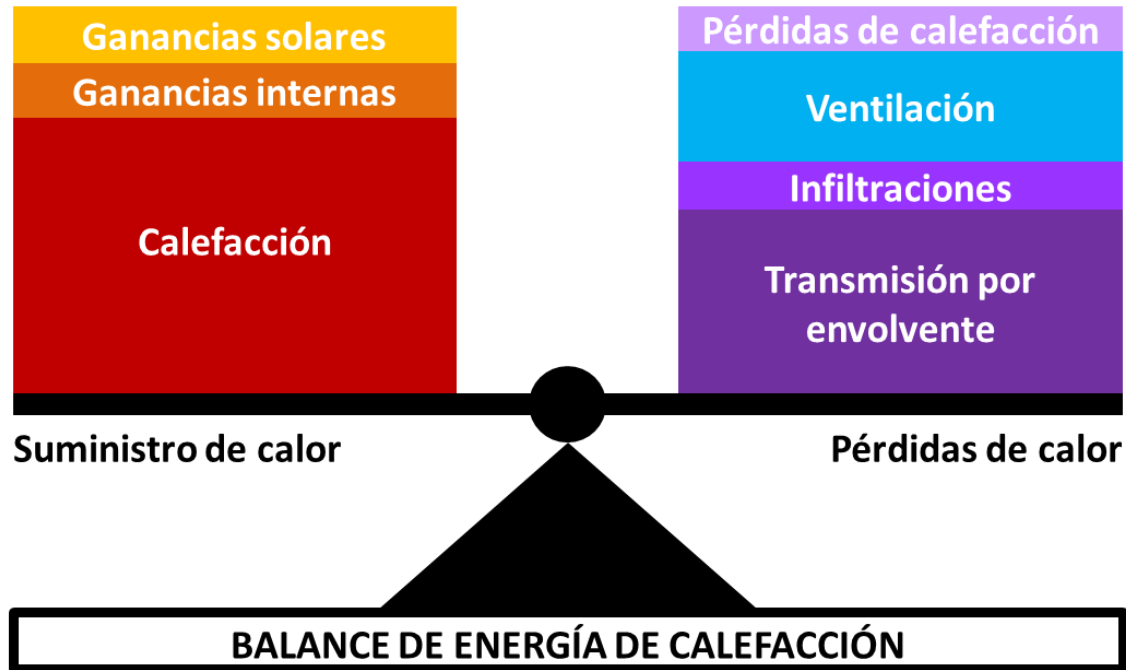 Ganancias solares
Ganancias internas
Calefacción
Suministro de calor
Pérdidas de calefacción
Ventilación
Infiltraciones
Transmisión por
envolvente
Pérdidas de calor
BALANCE DE ENERGÍA DE CALEFACCIÓN